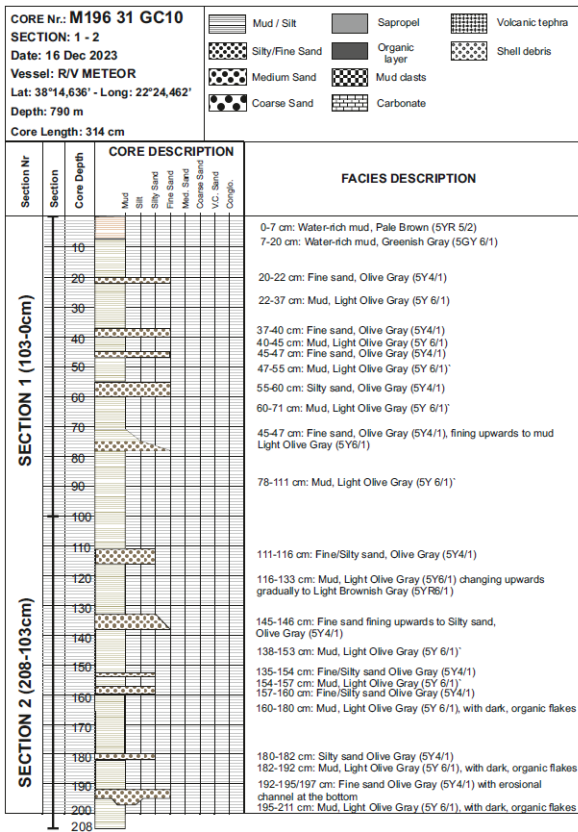 CORE Nr.: M196 31 GC10
SECTION: 1 - 2
Date: 16 Dec 2023
Vessel: R/V METEOR
Lat: 38°14,636' - Long: 22°24,462'
Depth: 790 m
Core Length: 314 cm
Mud / Silt
Silty/Fine Sand
Medium Sand
Coarse Sand
Sapropel
Organic
layer
Mud clasts
Carbonate
Volcanic tephra
Shell debris
Section Nr
Section
Core Depth
CORE DESCRIPTION
Mud
Silt
Silty Sand
Fine Sand
Med. Sand
Coarse Sand
V.C. Sand
Conglo.
FACIES DESCRIPTION
SECTION 1 (103-0cm)
SECTION 2 (208-103cm)
10
20
30
40
50
60
70
80
90
100
110
120
130
140
150
160
170
180
190
200
208
0-7 cm: Water-rich mud, Pale Brown (5YR 5/2)
7-20 cm: Water-rich mud, Greenish Gray (5GY 6/1)
20-22 cm: Fine sand, Olive Gray (5Y4/1)
22-37 cm: Mud, Light Olive Gray (5Y 6/1)
37-40 cm: Fine sand, Olive Gray (5Y4/1)
40-45 cm: Mud, Light Olive Gray (5Y 6/1)
45-47 cm: Fine sand, Olive Gray (5Y4/1)
47-55 cm: Mud, Light Olive Gray (5Y 6/1)`
55-60 cm: Silty sand, Olive Gray (5Y4/1)
60-71 cm: Mud, Light Olive Gray (5Y 6/1)`
45-47 cm: Fine sand, Olive Gray (5Y4/1), fining upwards to mud
Light Olive Gray (5Y6/1)
78-111 cm: Mud, Light Olive Gray (5Y 6/1)`
111-116 cm: Fine/Silty sand, Olive Gray (5Y4/1)
116-133 cm: Mud, Light Olive Gray (5Y6/1) changing upwards
gradually to Light Brownish Gray (5YR6/1)
145-146 cm: Fine sand fining upwards to Silty sand,
Olive Gray (5Y4/1)
138-153 cm: Mud, Light Olive Gray (5Y 6/1)`
135-154 cm: Fine/Silty sand Olive Gray (5Y4/1)
154-157 cm: Mud, Light Olive Gray (5Y 6/1)`
157-160 cm: Fine/Silty sand Olive Gray (5Y4/1)
160-180 cm: Mud, Light Olive Gray (5Y 6/1), with dark, organic flakes
180-182 cm: Silty sand Olive Gray (5Y4/1)
182-192 cm: Mud, Light Olive Gray (5Y 6/1), with dark, organic flakes
192-195/197 cm: Fine sand Olive Gray (5Y4/1) with erosional
channel at the bottom
195-211 cm: Mud, Light Olive Gray (5Y 6/1), with dark, organic flakes